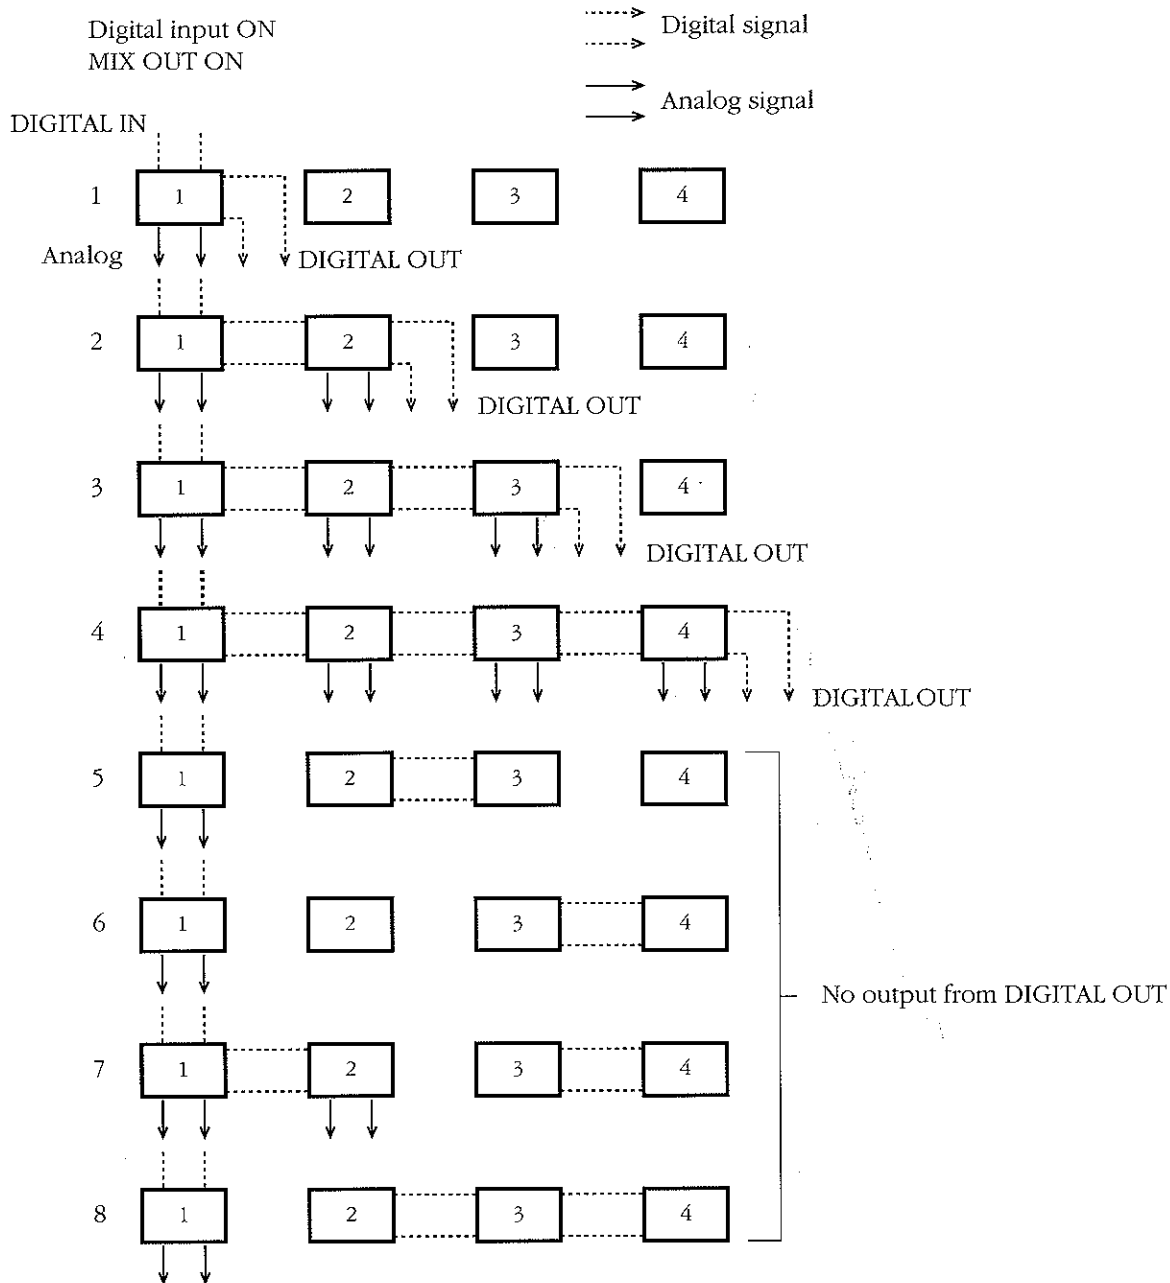 Digital input ON
MIX OUT ON
Digital signal
Analog signal
DIGITAL IN
1 1 2 3 4
Analog DIGITAL OUT
2 1 2 3 4
DIGITAL OUT
3 1 2 3 4
DIGITAL OUT
4 1 2 3 4
DIGITAL OUT
5 1 2 3 4
6 1 2 3 4
No output from DIGITAL OUT
7 1 2 3 4
8 1 2 3 4